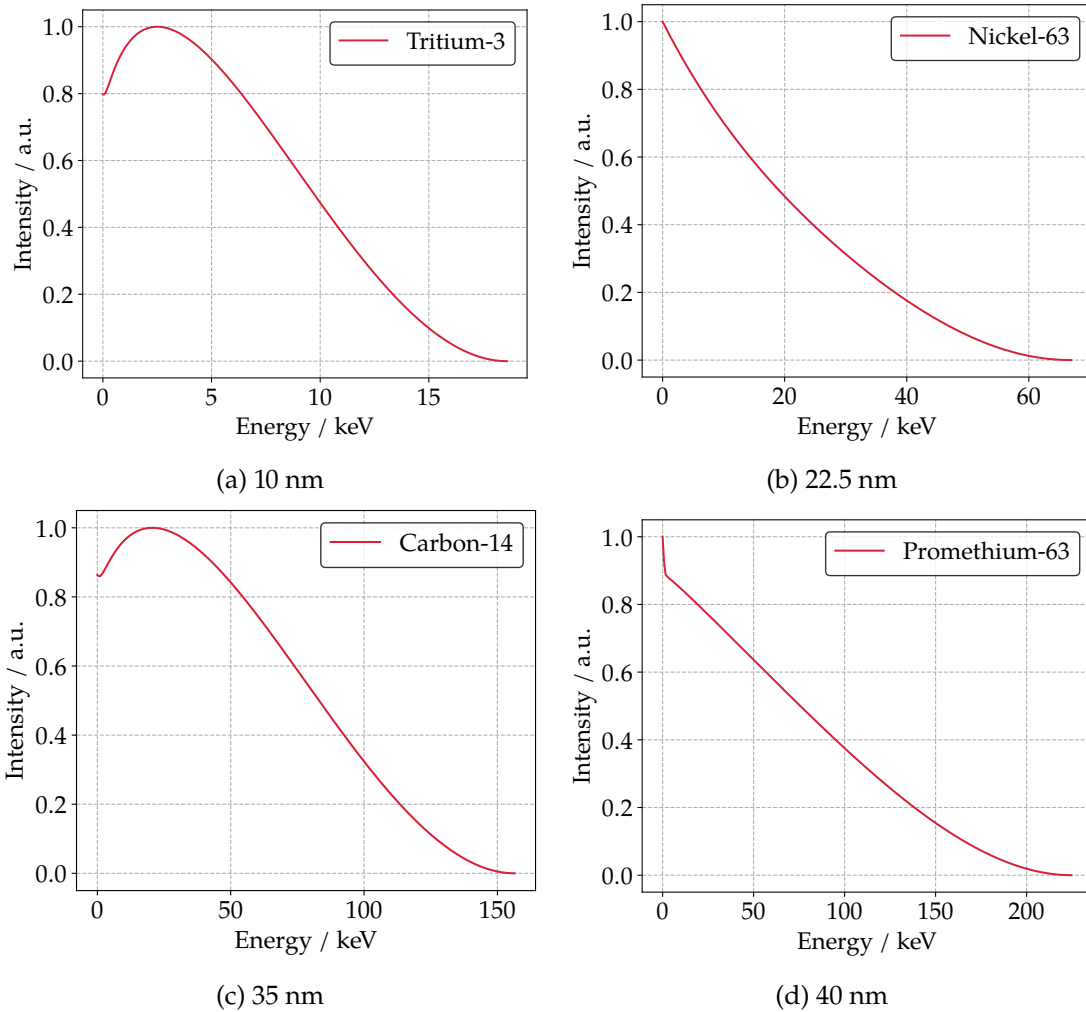 1.0
0.8
0.6
0.4
0.2
0.0
Intensity / a.u.
Tritium-3
0 5 10 15
Energy / keV
(a) 10 nm
1.0
0.8
0.6
0.4
0.2
0.0
Intensity / a.u.
Nickel-63
0 20 40 60
Energy / keV
(b) 22.5 nm
1.0
0.8
0.6
0.4
0.2
0.0
Intensity / a.u.
Carbon-14
0 50 100 150
Energy / keV
(c) 35 nm
1.0
0.8
0.6
0.4
0.2
0.0
Intensity / a.u.
Promethium-63
0 50 100 150 200
Energy / keV
(d) 40 nm